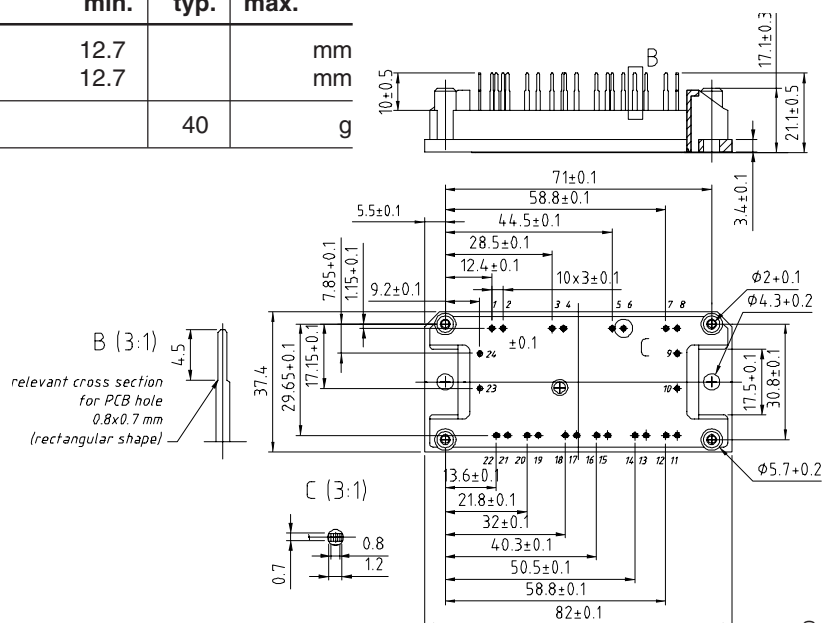 min. typ. max.
12.7 mm
12.7 mm
40 g
B
10±0.5
17.1±0.3
21.1±0.5
3.4±0.1
71±0.1
58.8±0.1
5.5±0.1
44.5±0.1
28.5±0.1
12.4±0.1
9.2±0.1
10x3±0.1
7.85+0.1
1.15±0.1
Φ2+0.1
Φ4.3+0.2
1 2 3 4 5 6 7 8
±0.1
C
24
9
23
10
37.4
29.65±0.1
17.15±0.1
17.5±0.1
30.8±0.1
B (3:1)
4.5
relevant cross section
for PCB hole
0.8x0.7 mm
(rectangular shape)
22 21 20 19 18 17 16 15 14 13 12 11
Φ5.7+0.2
13.6±0.1
21.8±0.1
32±0.1
40.3±0.1
50.5±0.1
58.8±0.1
82±0.1
C (3:1)
0.8
1.2
0.7